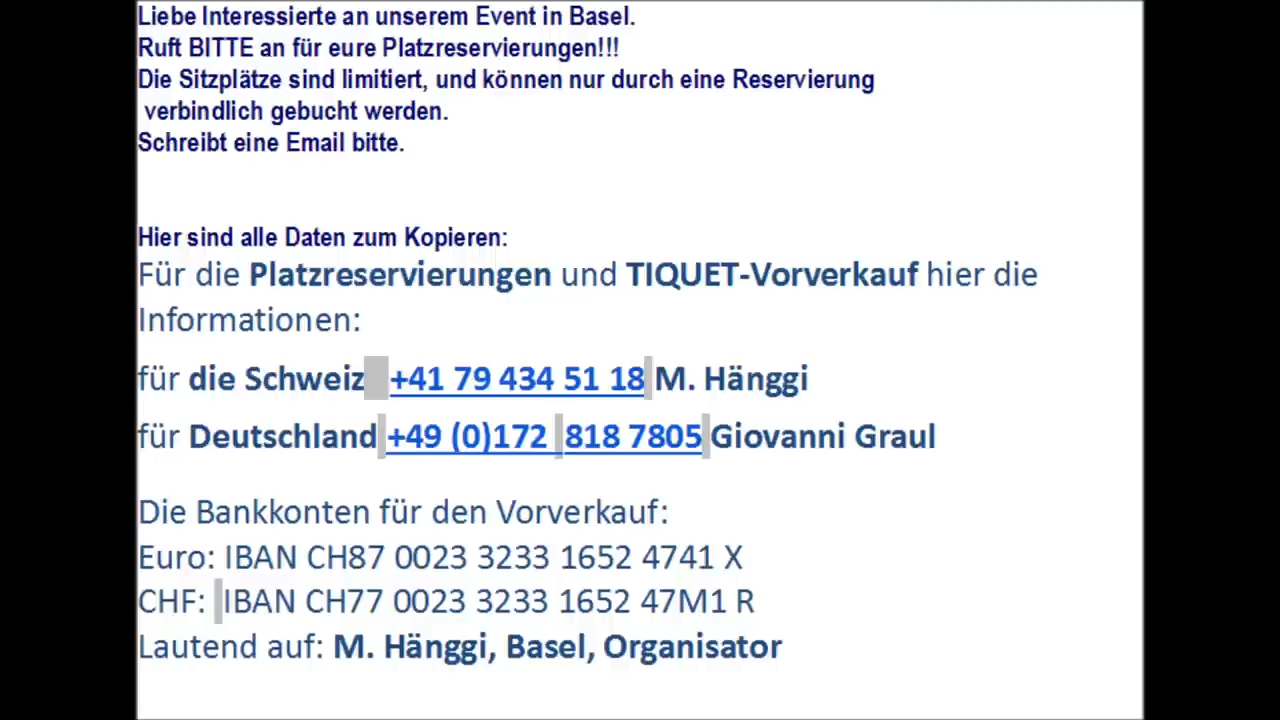 Liebe Interessierte an unserem Event in Basel.
Ruft BITTE an für eure Platzreservierungen!!!
Die Sitzplätze sind limitiert, und können nur durch eine Reservierung
verbindlich gebucht werden.
Schreibt eine Email bitte.
Hier sind alle Daten zum Kopieren:
Für die Platzreservierungen und TIQUET-Vorverkauf hier die
Informationen:
für die Schweiz +41 79 434 51 18 M. Hänggi
für Deutschland +49 (0)172 818 7805 Giovanni Graul
Die Bankkonten für den Vorverkauf:
Euro: IBAN CH87 0023 3233 1652 4741 X
CHF: IBAN CH77 0023 3233 1652 47M1 R
Lautend auf: M. Hänggi, Basel, Organisator